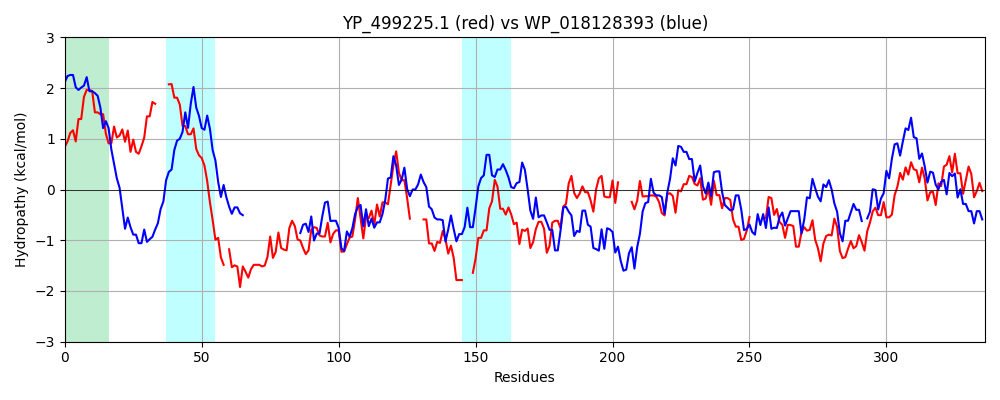 YP_499225.1 (red) vs WP_018128393 (blue)
Hydropathy (kcal/mol)
3
2
1
0
−1
−2
−3
0 50 100 150 200 250 300
Residues